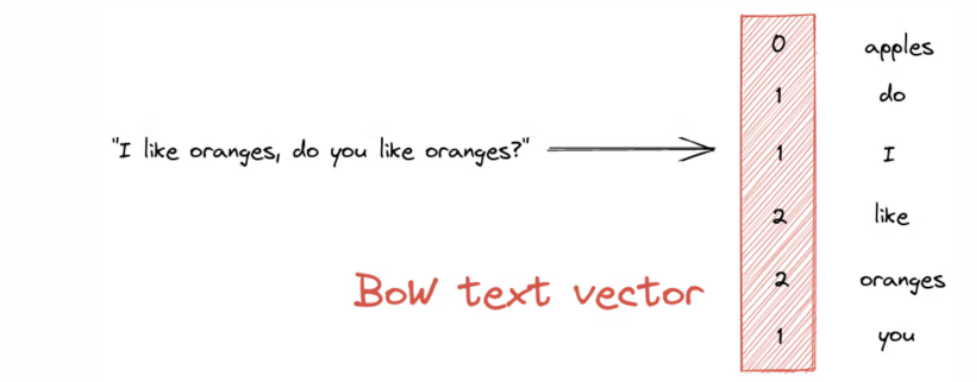 0 apples
1 do
"I like oranges, do you like oranges?" 1 I
2 like
BoW text vector 2 oranges
1 you